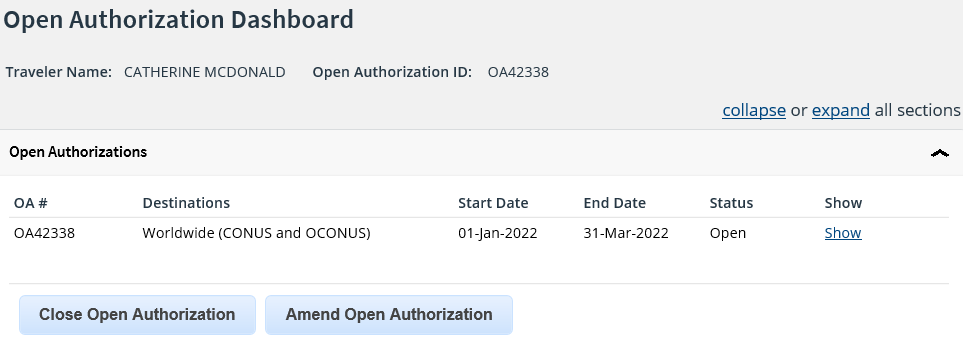 Open Authorization Dashboard
Traveler Name: CATHERINE MCDONALD Open Authorization ID: OA42338
collapse or expand all sections
Open Authorizations
OA # Destinations Start Date End Date Status Show
OA42338 Worldwide (CONUS and OCONUS) 01-Jan-2022 31-Mar-2022 Open Show
Close Open Authorization Amend Open Authorization